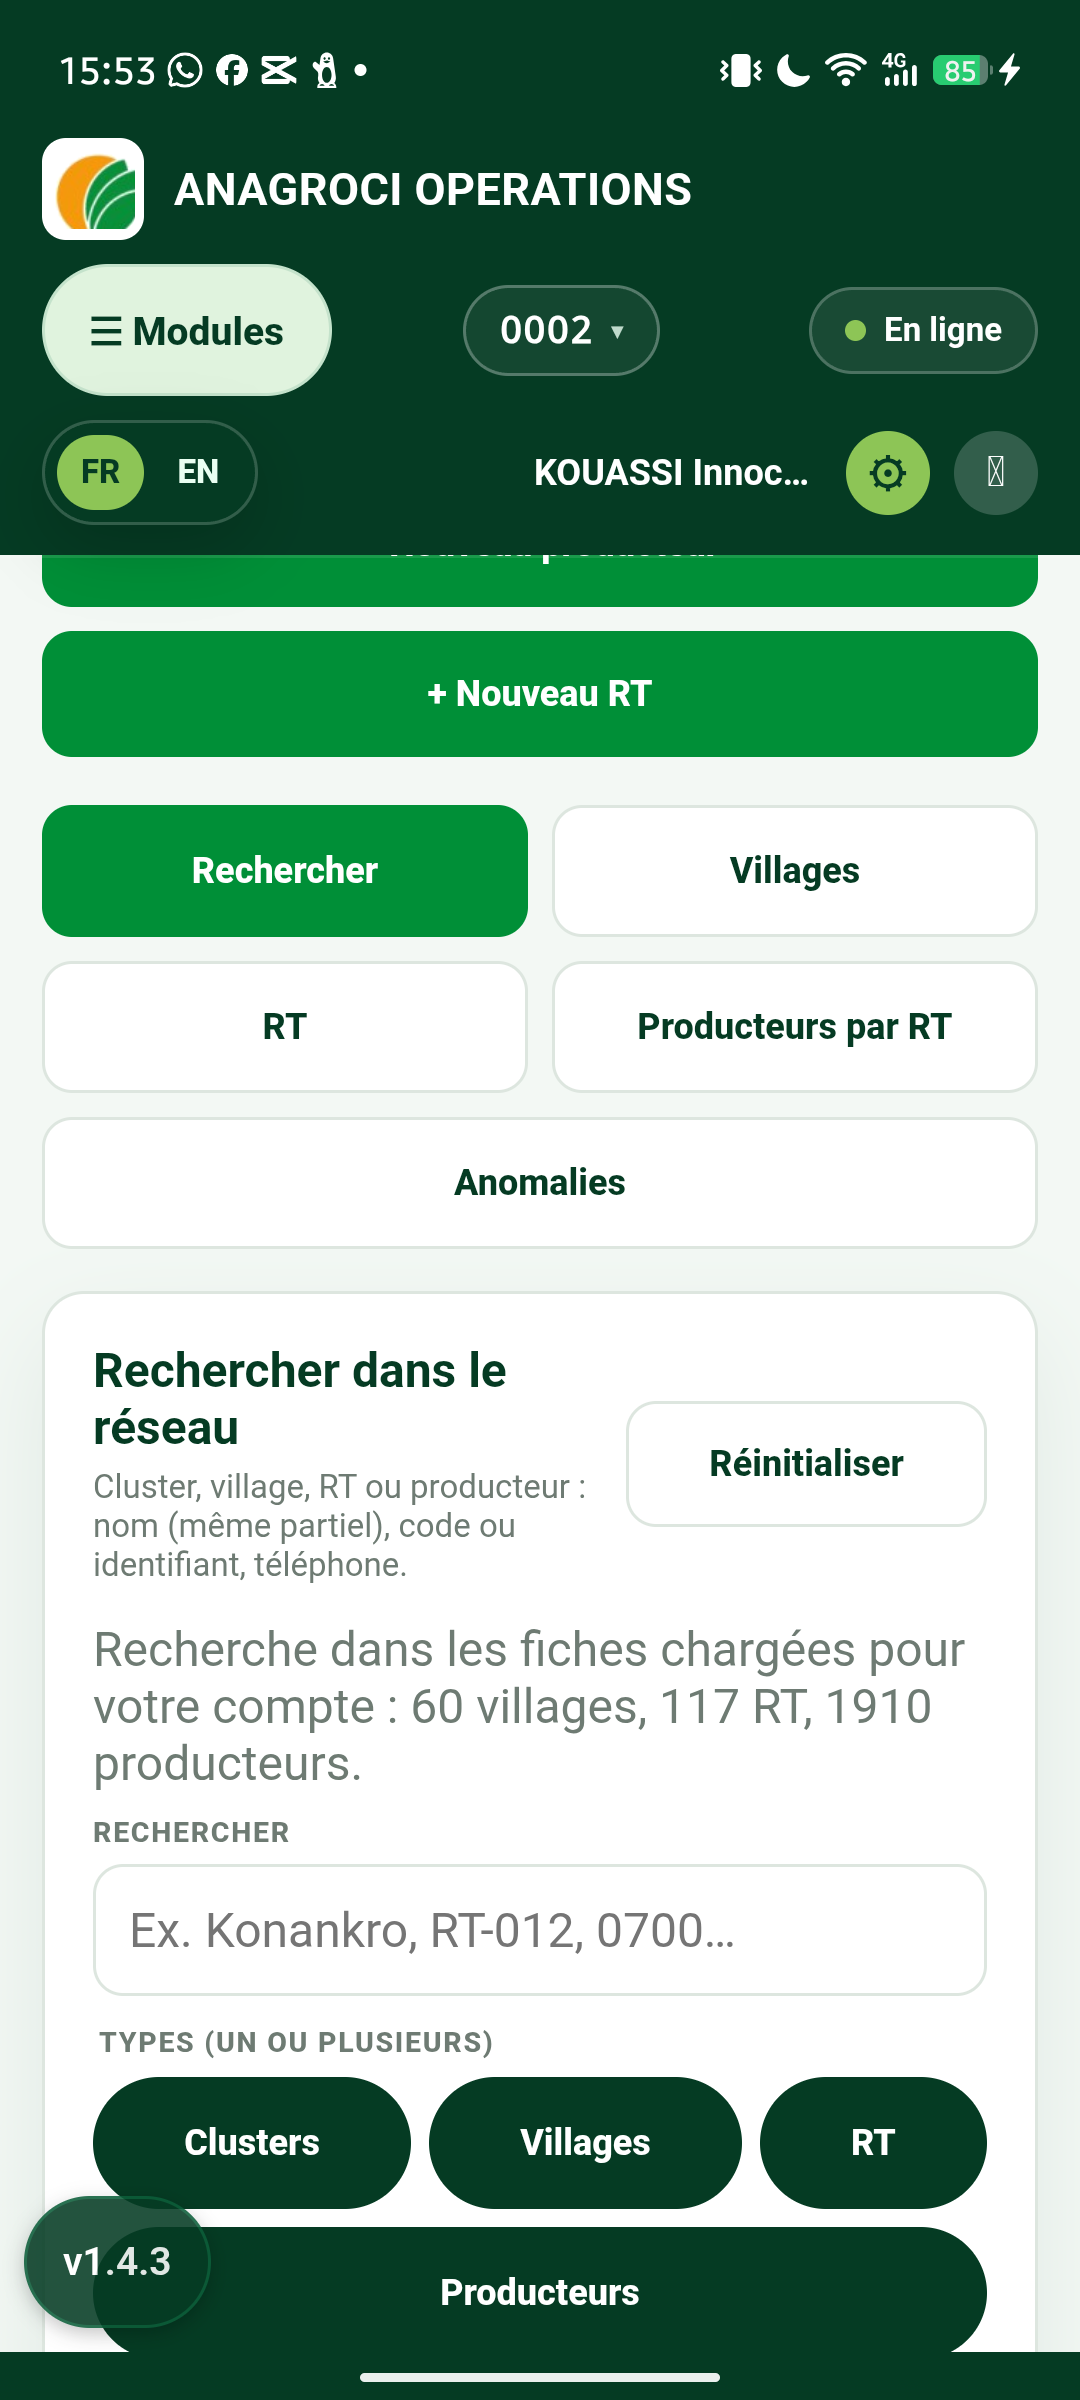 15:53
4G
85
ANAGROCI OPERATIONS
☰ Modules
0002 ▾
En ligne
FR
EN
KOUASSI Innoc...
+ Nouveau RT
Rechercher
Villages
RT
Producteurs par RT
Anomalies
Rechercher dans le
réseau
Réinitialiser
Cluster, village, RT ou producteur :
nom (même partiel), code ou
identifiant, téléphone.
Recherche dans les fiches chargées pour
votre compte : 60 villages, 117 RT, 1910
producteurs.
RECHERCHER
Ex. Konankro, RT-012, 0700...
TYPES (UN OU PLUSIEURS)
Clusters
Villages
RT
v1.4.3
Producteurs